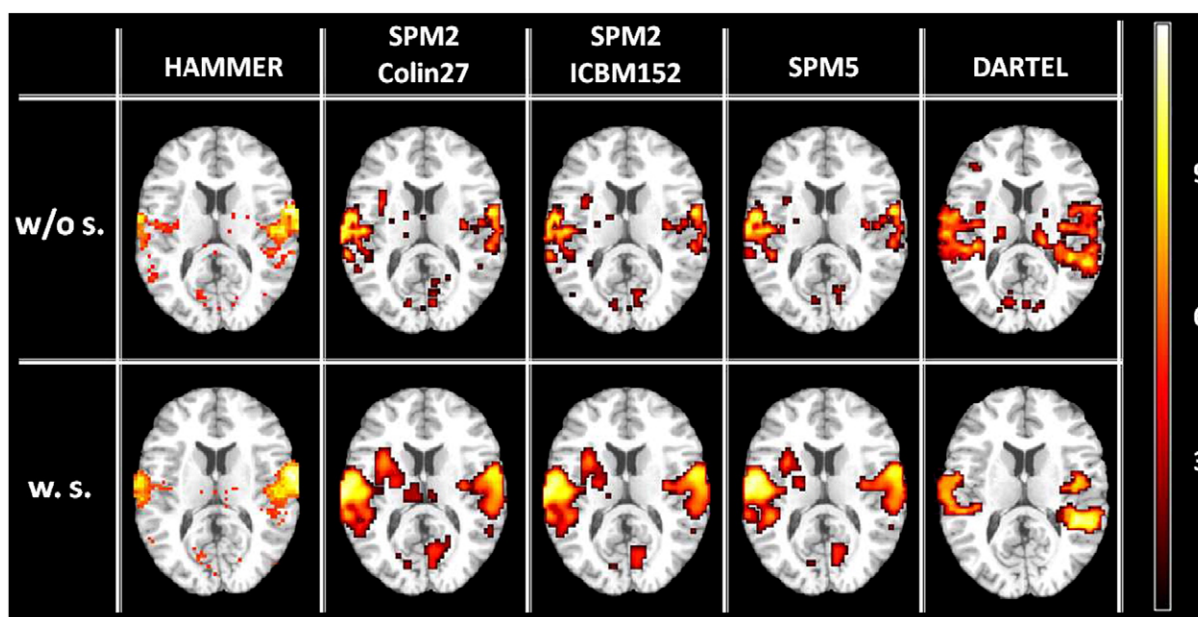 HAMMER
SPM2
Colin27
SPM2
ICBM152
SPM5
DARTEL
w/o s.
w. s.